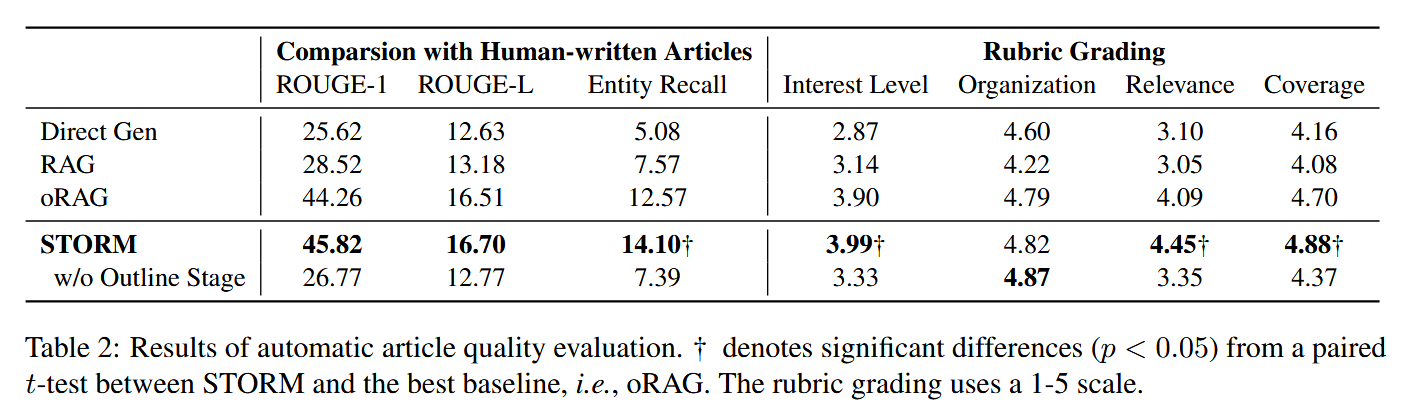 Comparsion with Human-written Articles Rubric Grading
ROUGE-1 ROUGE-L Entity Recall Interest Level Organization Relevance Coverage
Direct Gen 25.62 12.63 5.08 2.87 4.60 3.10 4.16
RAG 28.52 13.18 7.57 3.14 4.22 3.05 4.08
oRAG 44.26 16.51 12.57 3.90 4.79 4.09 4.70
STORM 45.82 16.70 14.10† 3.99† 4.82 4.45† 4.88†
w/o Outline Stage 26.77 12.77 7.39 3.33 4.87 3.35 4.37
Table 2: Results of automatic article quality evaluation. † denotes significant differences (p < 0.05) from a paired
t-test between STORM and the best baseline, i.e., oRAG. The rubric grading uses a 1-5 scale.